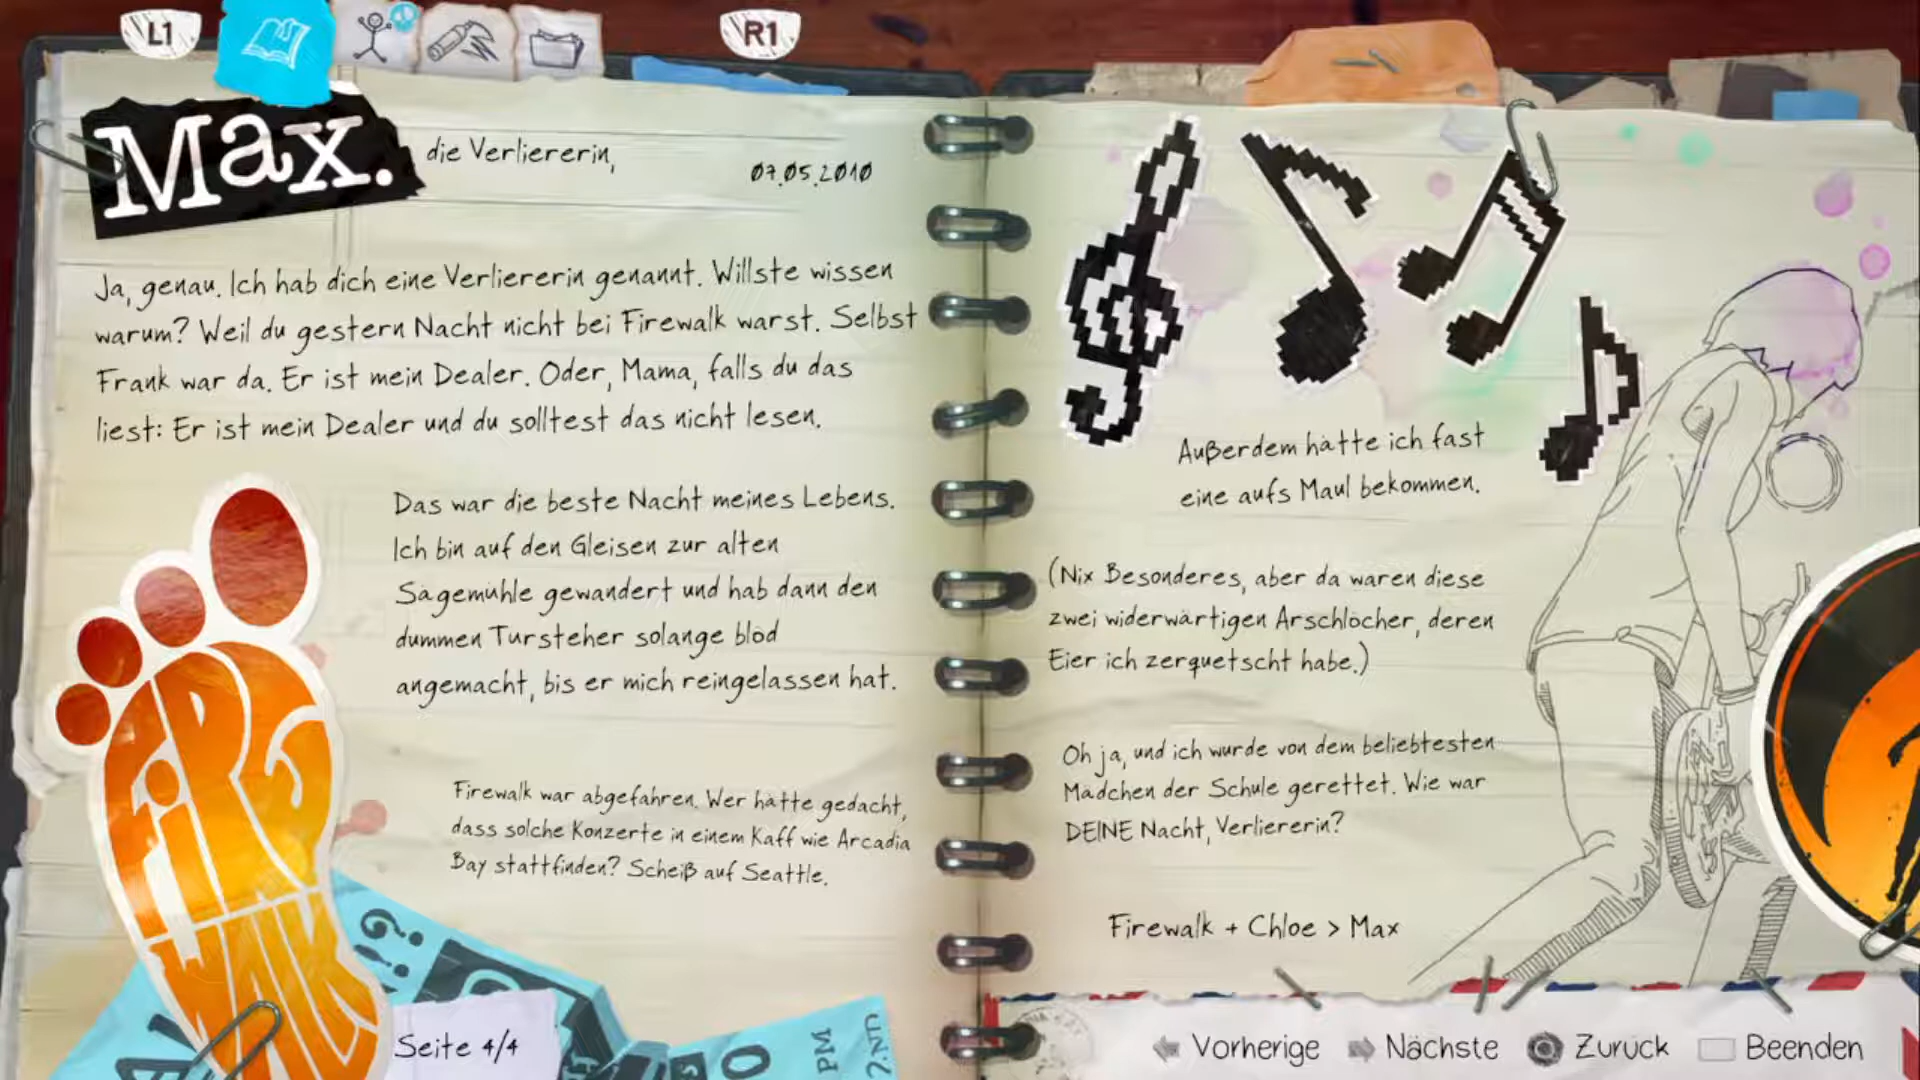 L1
R1
Max.
die Verliererin,
07.05.2010
Ja, genau. Ich hab dich eine Verliererin genannt. Willste wissen
warum? Weil du gestern Nacht nicht bei Firewalk warst. Selbst
Frank war da. Er ist mein Dealer. Oder, Mama, falls du das
liest: Er ist mein Dealer und du solltest das nicht lesen.
Das war die beste Nacht meines Lebens.
Ich bin auf den Gleisen zur alten
Sägemühle gewandert und hab dann den
dummen Türsteher solange blöd
angemacht, bis er mich reingelassen hat.
Firewalk war abgefahren. Wer hätte gedacht,
dass solche Konzerte in einem Kaff wie Arcadia
Bay stattfinden? Scheiß auf Seattle.
FiRE
WALK
PM
Seite 4/4
Außerdem hätte ich fast
eine aufs Maul bekommen.
(Nix Besonderes, aber da waren diese
zwei widerwärtigen Arschlöcher, deren
Eier ich zerquetscht habe.)
Oh ja, und ich wurde von dem beliebtesten
Mädchen der Schule gerettet. Wie war
DEINE Nacht, Verliererin?
Firewalk + Chloe > Max
Vorherige
Nächste
Zurück
Beenden